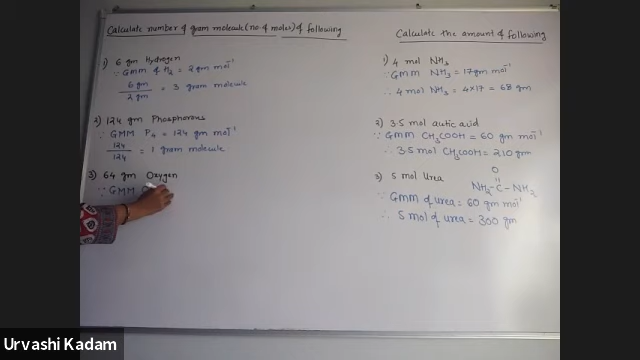 Calculate number of gram molecule (no of moles) of following
1) 6 gm Hydrogen
∵ GMM of H₂ = 2 gm mol⁻¹
6 gm
2 gm = 3 gram molecule
2) 124 gm Phosphorous
∵ GMM P₄ = 124 gm mol⁻¹
124
124 = 1 gram molecule
3) 64 gm Oxygen
∵ GMM O
Calculate the amount of following
1) 4 mol NH₃
∵ GMM NH₃ = 17 gm mol⁻¹
∴ 4 mol NH₃ = 4×17 = 68 gm
2) 3.5 mol acitic acid
∵ GMM CH₃COOH = 60 gm mol⁻¹
∴ 3.5 mol CH₃COOH = 210 gm
3) 5 mol Urea
O
NH₂-C-NH₂
∵ GMM of urea = 60 gm mol⁻¹
∴ 5 mol of urea = 300 gm
Urvashi Kadam